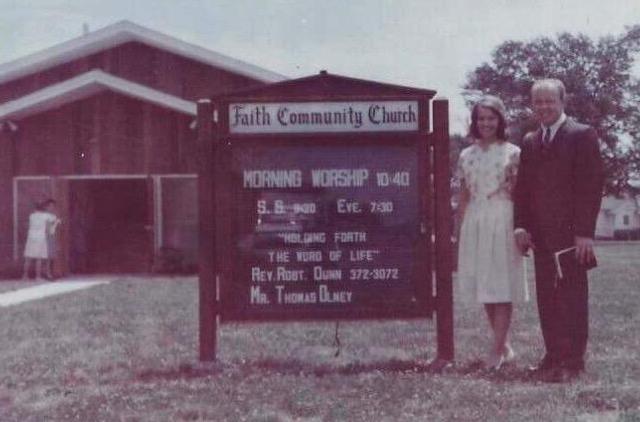 Faith Community Church
MORNING WORSHIP 10:40
S. S. 9:30 EVE. 7:30
"HOLDING FORTH
THE WORD OF LIFE"
REV. ROBT. DUNN 372-3072
MR. THOMAS OLNEY